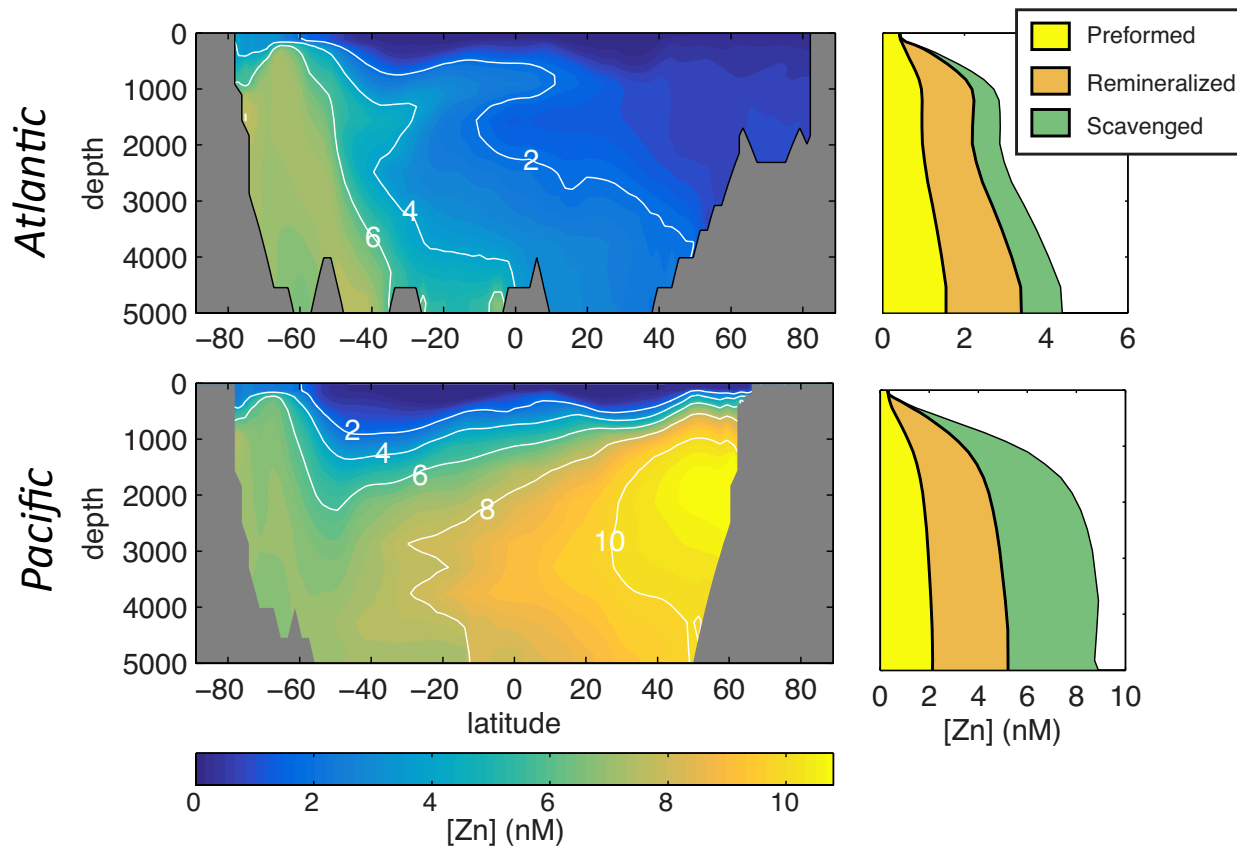 Atlantic
depth
0
1000
2000
3000
4000
5000
2
4
6
−80 −60 −40 −20 0 20 40 60 80
Preformed
Remineralized
Scavenged
0 2 4 6
Pacific
depth
0
1000
2000
3000
4000
5000
2
4
6
8
10
−80 −60 −40 −20 0 20 40 60 80
latitude
0 2 4 6 8 10
[Zn] (nM)
0 2 4 6 8 10
[Zn] (nM)